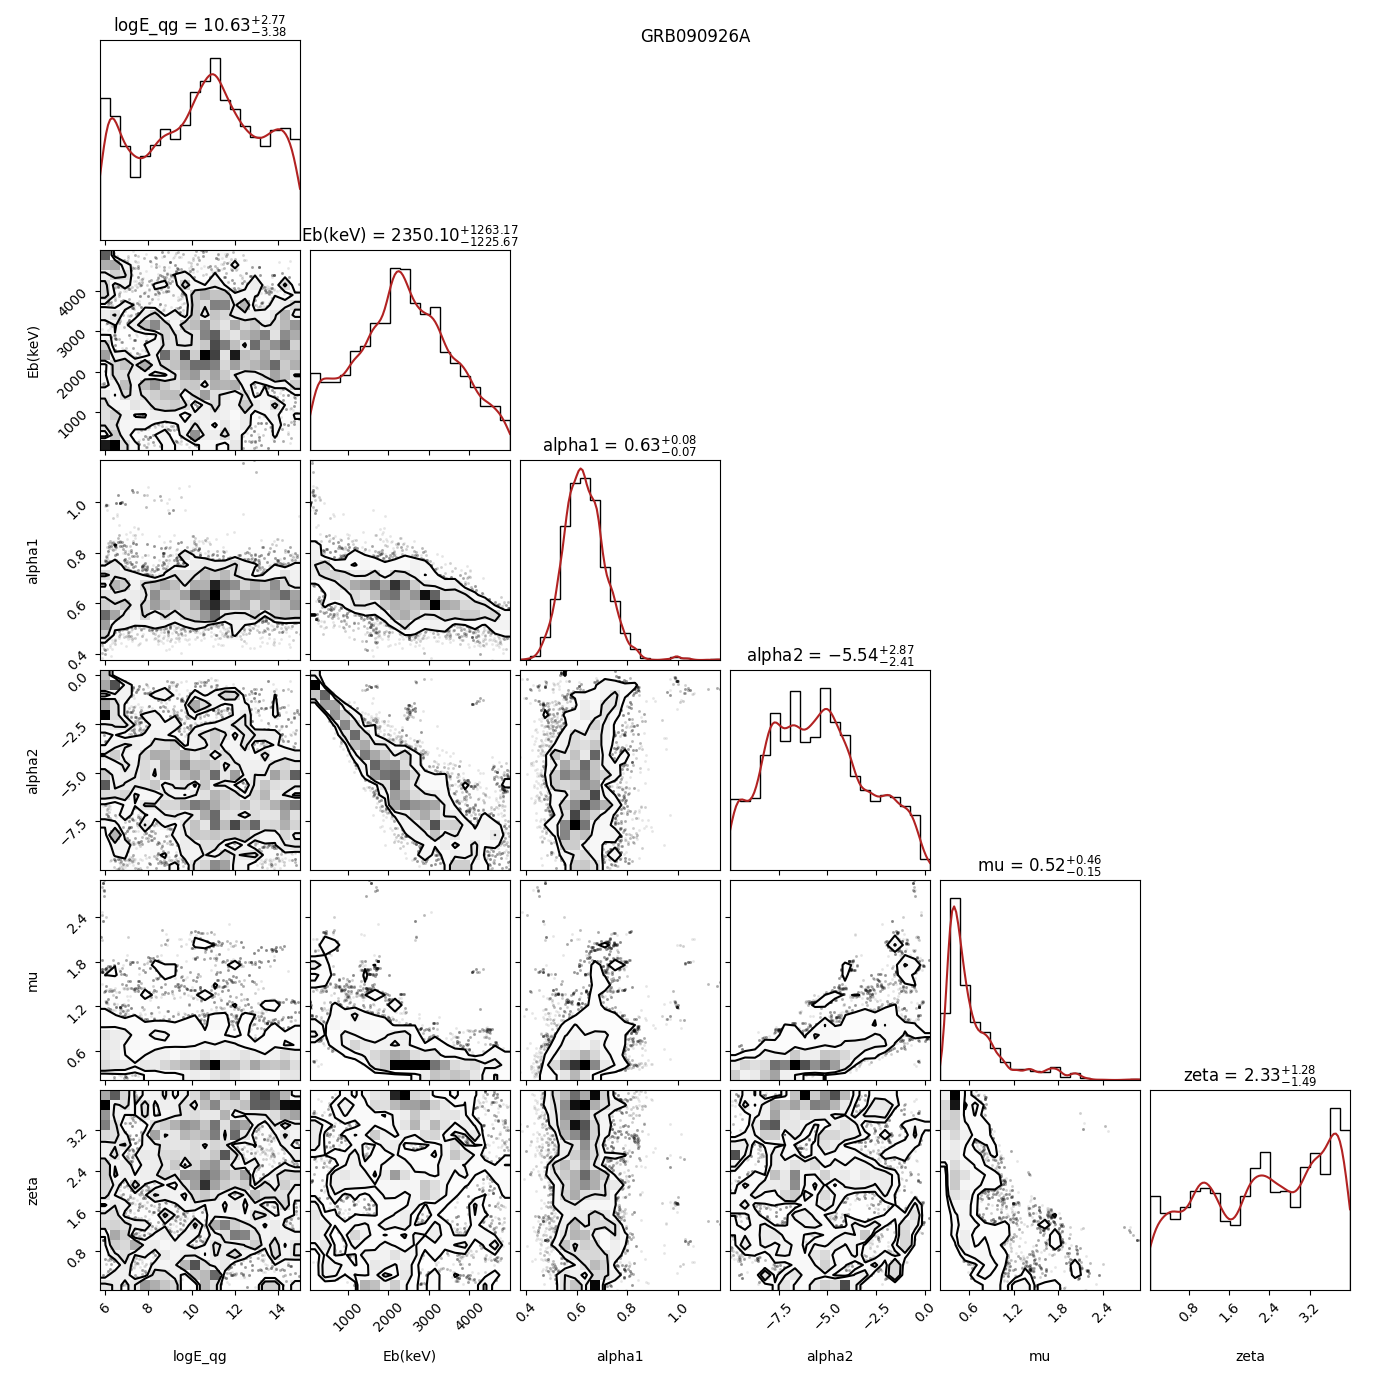 GRB090926A
logE_qg = 10.63+2.77 −3.38
Eb(keV) = 2350.10+1263.17 −1225.67
Eb(keV)
4000
3000
2000
1000
alpha1 = 0.63+0.08 −0.07
alpha1
1.0
0.8
0.6
0.4
alpha2 = −5.54+2.87 −2.41
alpha2
0.0
−2.5
−5.0
−7.5
mu = 0.52+0.46 −0.15
mu
2.4
1.8
1.2
0.6
zeta = 2.33+1.28 −1.49
zeta
3.2
2.4
1.6
0.8
6 8 10 12 14
1000 2000 3000 4000
0.4 0.6 0.8 1.0
−7.5 −5.0 −2.5 0.0
0.6 1.2 1.8 2.4
0.8 1.6 2.4 3.2
logE_qg Eb(keV) alpha1 alpha2 mu zeta